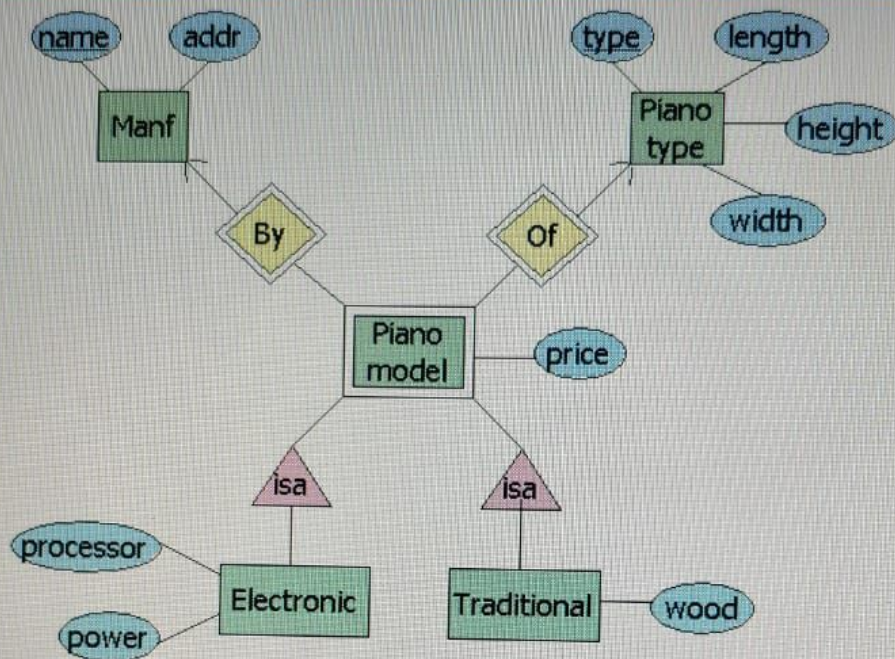 name
addr
type
length
Manf
Piano
type
height
width
By
Of
Piano
model
price
isa
isa
processor
Electronic
Traditional
wood
power